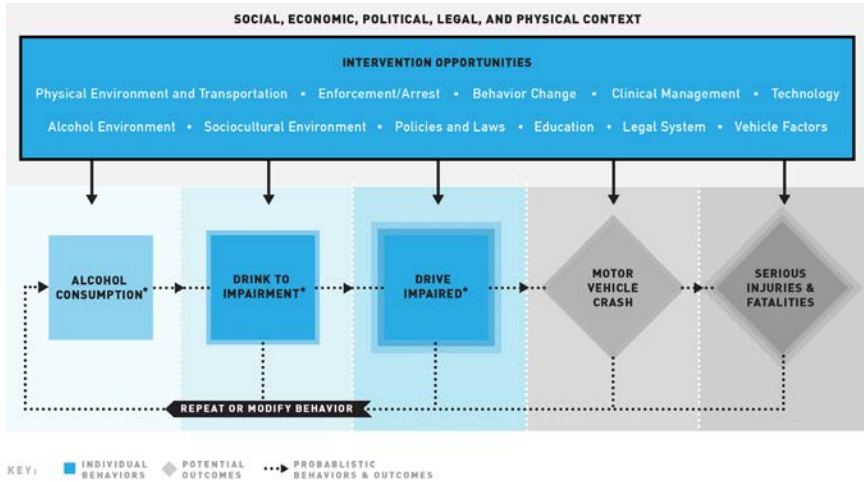 SOCIAL, ECONOMIC, POLITICAL, LEGAL, AND PHYSICAL CONTEXT
INTERVENTION OPPORTUNITIES
Physical Environment and Transportation • Enforcement/Arrest • Behavior Change • Clinical Management • Technology
Alcohol Environment • Sociocultural Environment • Policies and Laws • Education • Legal System • Vehicle Factors
ALCOHOL
CONSUMPTION*
DRINK TO
IMPAIRMENT*
DRIVE
IMPAIRED*
MOTOR
VEHICLE
CRASH
SERIOUS
INJURIES &
FATALITIES
REPEAT OR MODIFY BEHAVIOR
KEY:
INDIVIDUAL
BEHAVIORS
POTENTIAL
OUTCOMES
PROBABLISTIC
BEHAVIORS & OUTCOMES